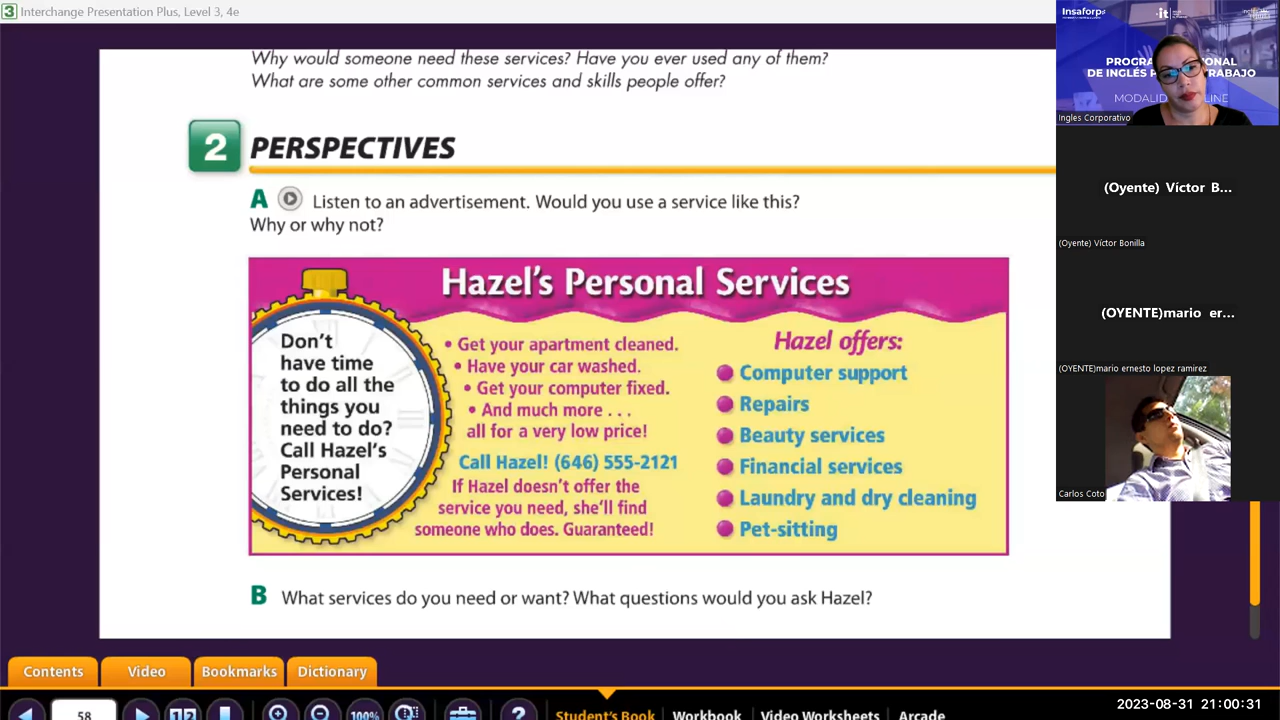 Interchange Presentation Plus, Level 3, 4e
Why would someone need these services? Have you ever used any of them?
What are some other common services and skills people offer?
2 PERSPECTIVES
A Listen to an advertisement. Would you use a service like this?
Why or why not?
Hazel's Personal Services
Don't
have time
to do all the
things you
need to do?
Call Hazel's
Personal
Services!
• Get your apartment cleaned.
• Have your car washed.
• Get your computer fixed.
• And much more . . .
all for a very low price!
Call Hazel! (646) 555-2121
If Hazel doesn't offer the
service you need, she'll find
someone who does. Guaranteed!
Hazel offers:
Computer support
Repairs
Beauty services
Financial services
Laundry and dry cleaning
Pet-sitting
B What services do you need or want? What questions would you ask Hazel?
Contents Video Bookmarks Dictionary
58
100%
?
Student's Book Workbook Video Worksheets Arcade
Insaforp
Ingles Corporativo
(Oyente) Víctor B...
(Oyente) Víctor Bonilla
(OYENTE)mario er...
(OYENTE)mario ernesto lopez ramirez
Carlos Coto
2023-08-31 21:00:31